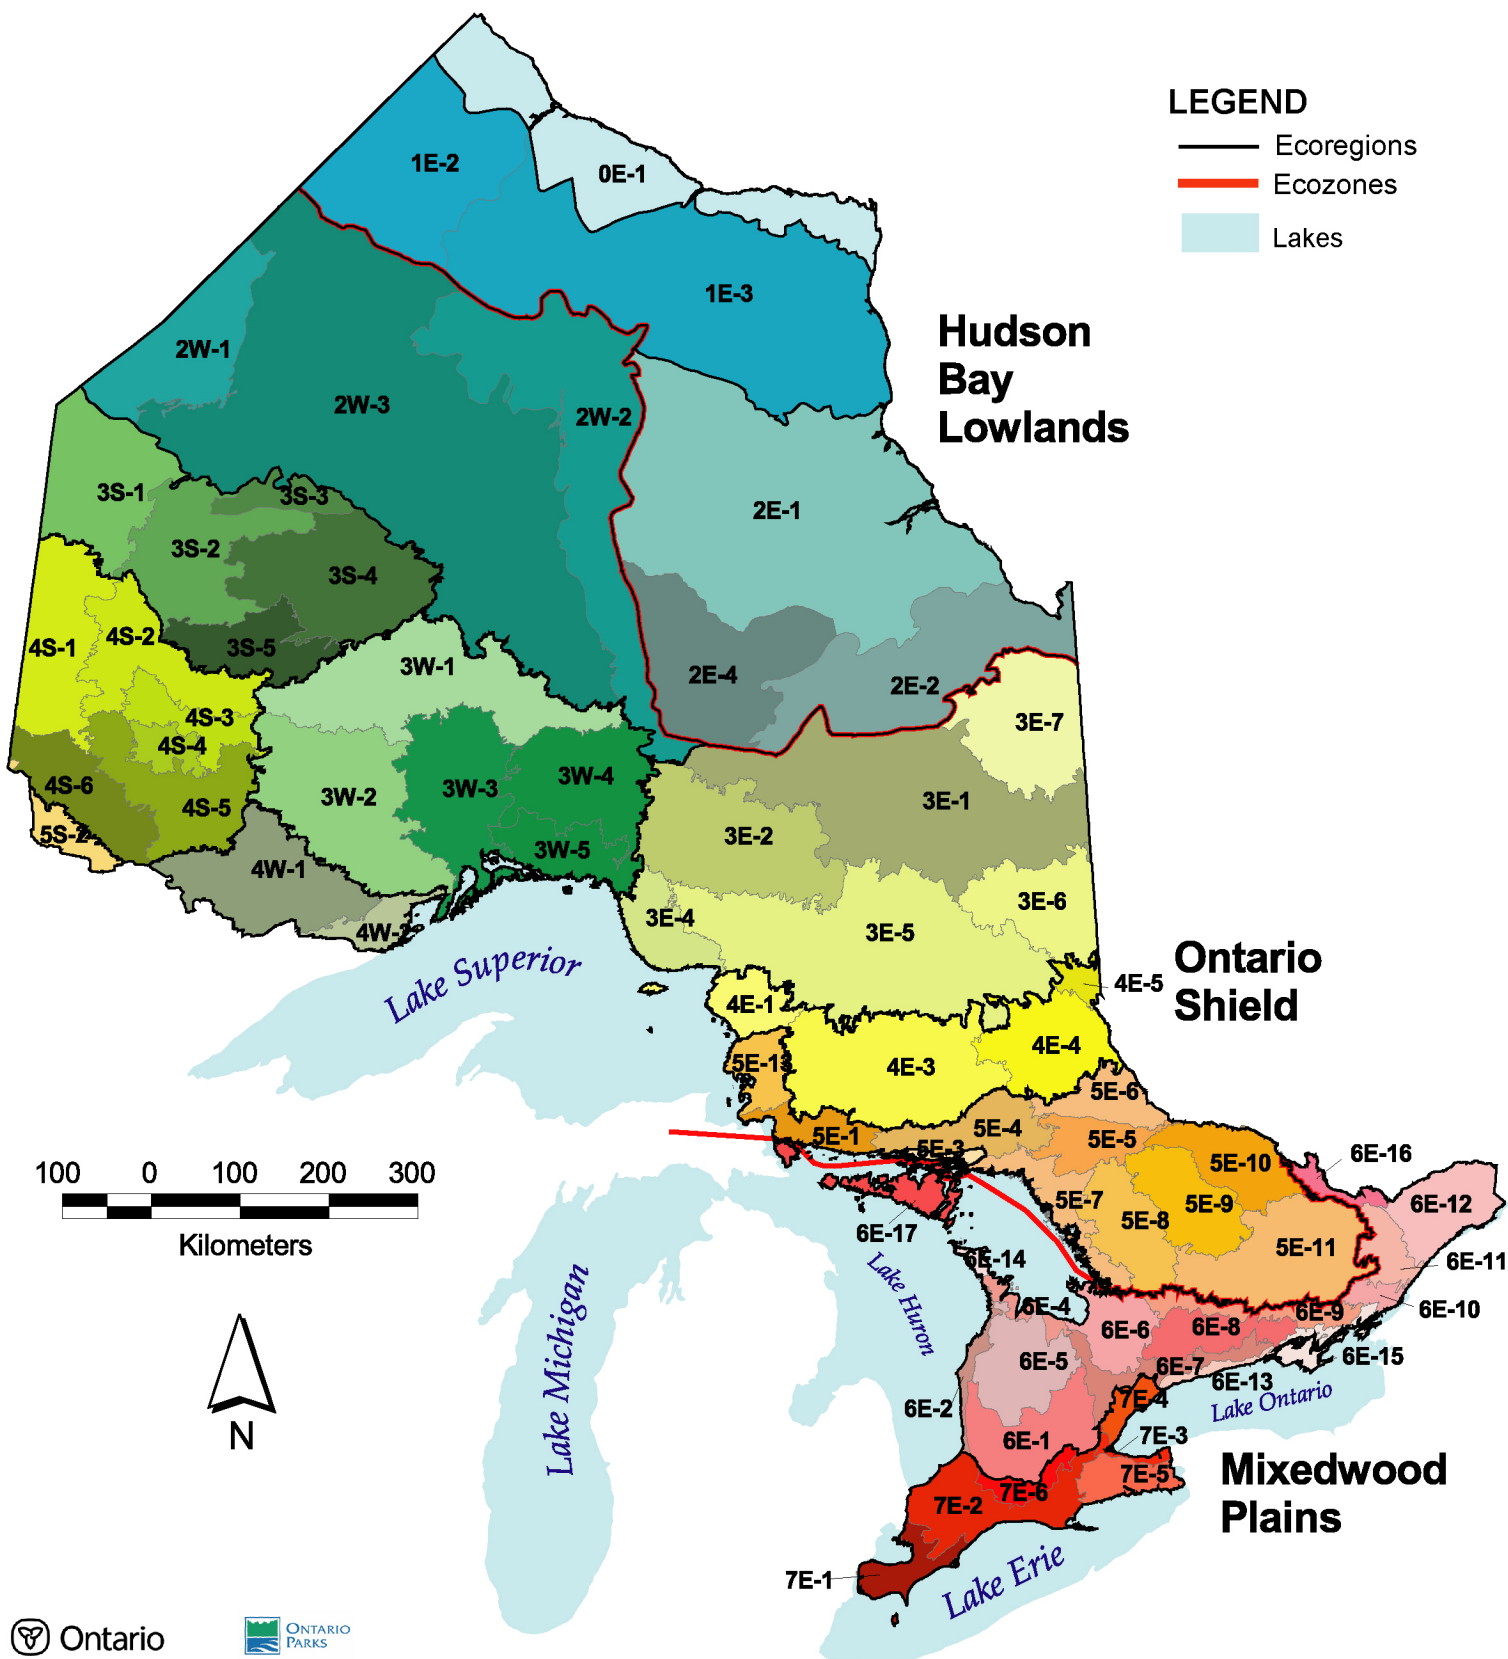 LEGEND
Ecoregions
Ecozones
Lakes
1E-2
0E-1
1E-3
Hudson
Bay
Lowlands
2W-1
2W-3
2W-2
3S-1
3S-3
2E-1
3S-2
3S-4
4S-1
4S-2
3S-5
3W-1
2E-4
2E-2
4S-3
3E-7
4S-4
4S-6
3W-2
3W-3
3W-4
4S-5
3E-1
5S-2
3E-2
3W-5
4W-1
3E-6
3E-4
3E-5
4W-2
Lake Superior
Ontario
Shield
4E-5
4E-1
4E-4
5E-13
4E-3
5E-6
5E-1
5E-3
5E-4
5E-5
5E-10
6E-16
100 0 100 200 300
Kilometers
5E-7
5E-8
5E-9
6E-12
6E-17
5E-11
6E-14
6E-11
Lake Huron
6E-4
6E-9
6E-10
6E-6
6E-8
Lake Michigan
6E-5
6E-7
6E-15
6E-13
6E-2
7E-4
Lake Ontario
N
6E-1
7E-3
7E-5
Mixedwood
Plains
7E-2
7E-6
7E-1
Lake Erie
Ontario
ONTARIO
PARKS